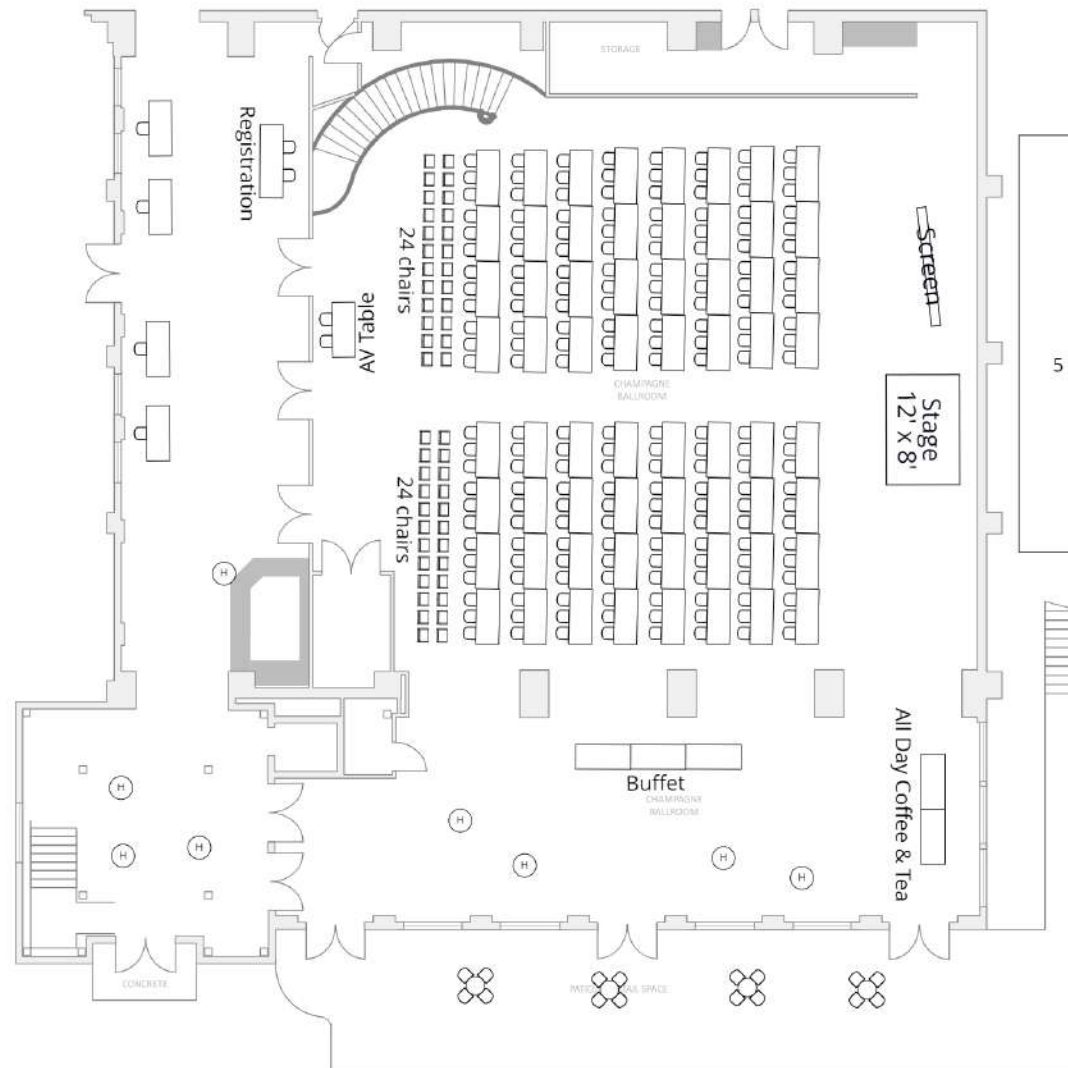 STORAGE
Registration
24 chairs
Screen
AV Table
5
CHAMPAGNE
BALLROOM
Stage
12' x 8'
24 chairs
H
All Day Coffee & Tea
Buffet
CHAMPAGNE
BALLROOM
H
H
H
H
H
H
H
CONCRETE
SPACE